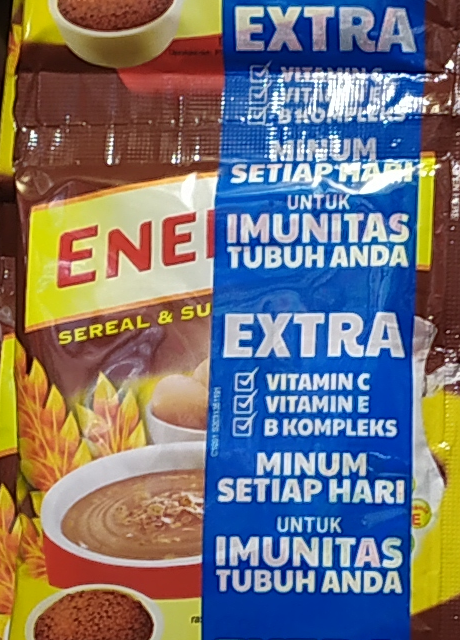 EXTRA
VITAMIN C
VITAMIN E
B KOMPLEKS
MINUM
SETIAP HARI
UNTUK
IMUNITAS
TUBUH ANDA
ENE
SEREAL & SU
EXTRA
VITAMIN C
VITAMIN E
B KOMPLEKS
MINUM
SETIAP HARI
UNTUK
IMUNITAS
TUBUH ANDA